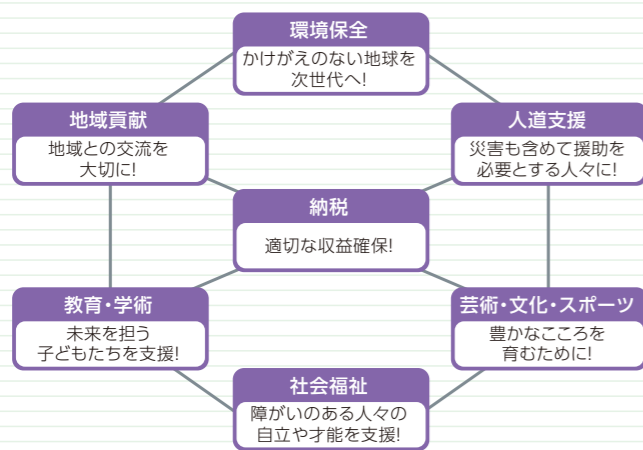 環境保全
かけがえのない地球を
次世代へ!
地域貢献
地域との交流を
大切に!
人道支援
災害も含めて援助を
必要とする人々に!
納税
適切な収益確保!
教育・学術
未来を担う
子どもたちを支援!
芸術・文化・スポーツ
豊かなこころを
育むために!
社会福祉
障がいのある人々の
自立や才能を支援!